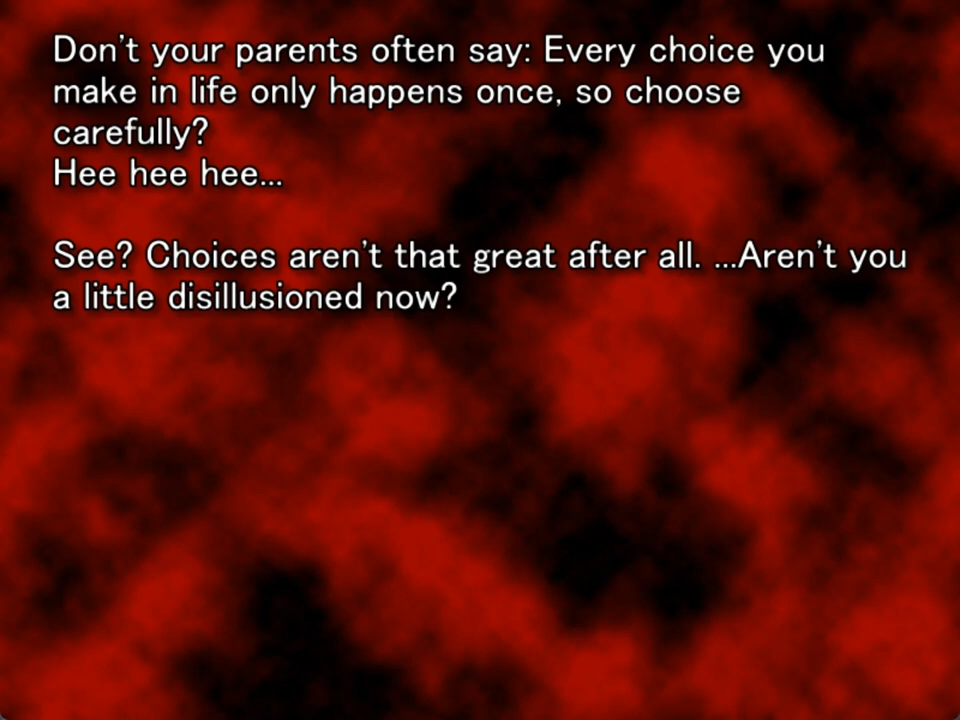 Don't your parents often say: Every choice you
make in life only happens once, so choose
carefully?
Hee hee hee...
See? Choices aren't that great after all. ...Aren't you
a little disillusioned now?